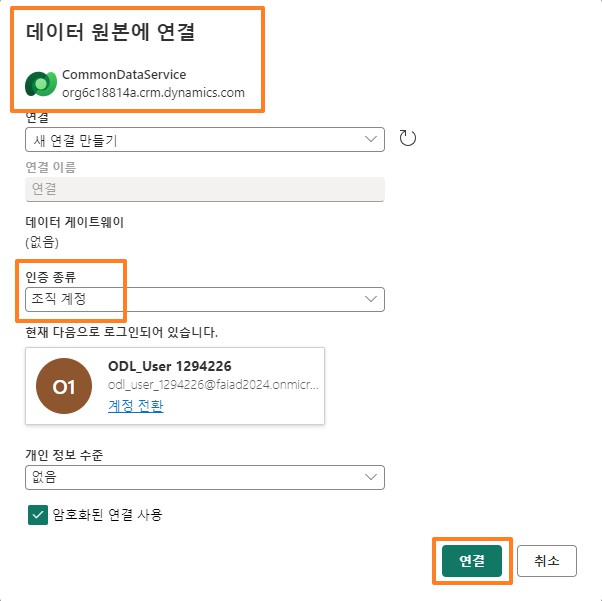 데이터 원본에 연결
CommonDataService
org6c18814a.crm.dynamics.com
연결
새 연결 만들기
연결 이름
연결
데이터 게이트웨이
(없음)
인증 종류
조직 계정
현재 다음으로 로그인되어 있습니다.
O1
ODL_User 1294226
odl_user_1294226@faiad2024.onmicr...
계정 전환
개인 정보 수준
없음
암호화된 연결 사용
연결
취소